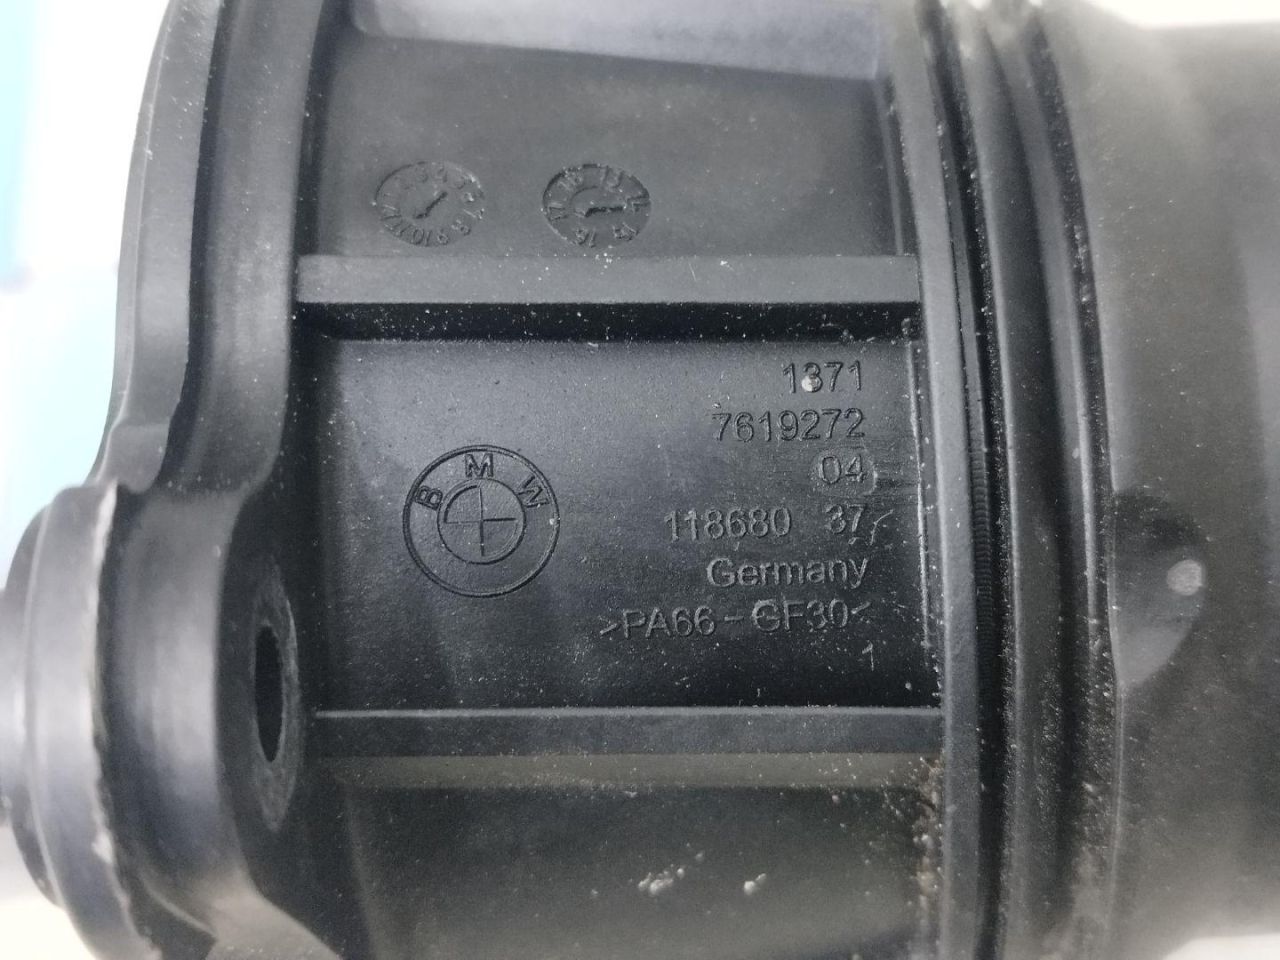 1371
7619272
04
BMW
118680 37
Germany
>PA66-GF30<
1